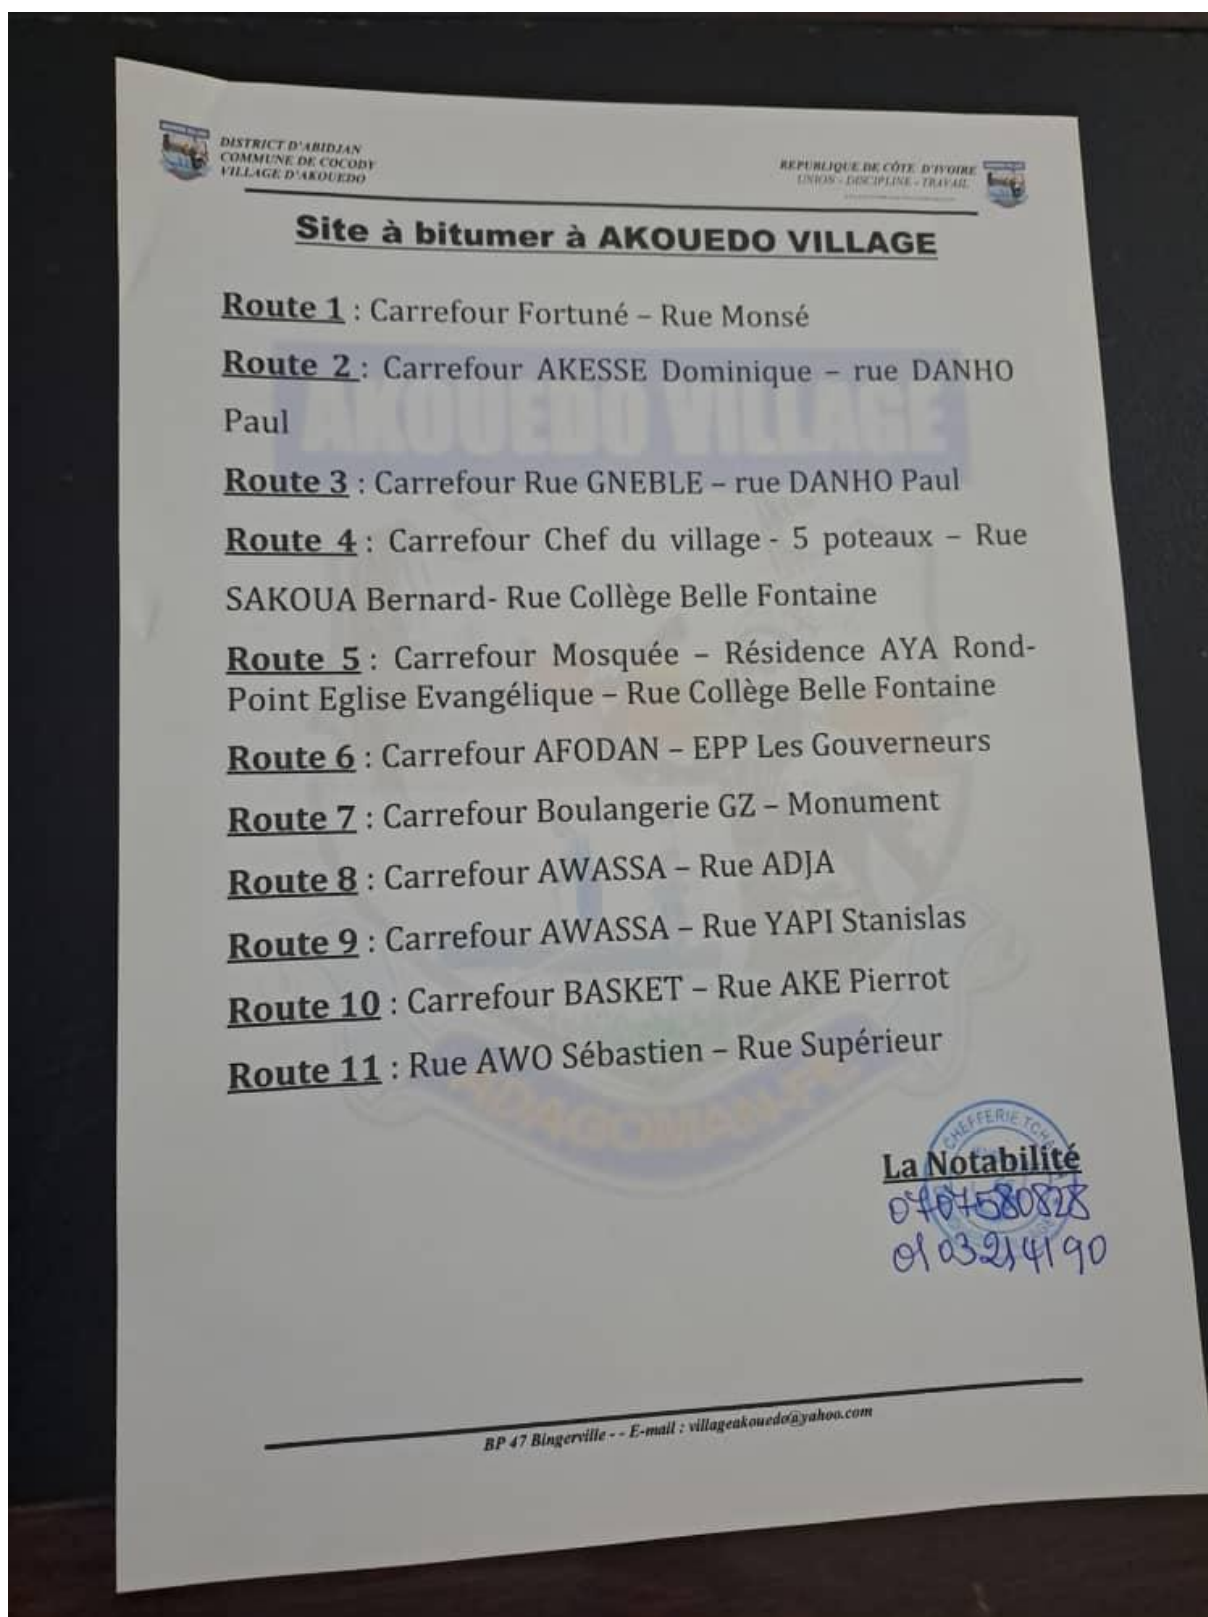 DISTRICT D'ABIDJAN
COMMUNE DE COCODY
VILLAGE D'AKOUEDO
REPUBLIQUE DE CÔTE D'IVOIRE
UNION - DISCIPLINE - TRAVAIL
Site à bitumer à AKOUEDO VILLAGE
Route 1 : Carrefour Fortuné – Rue Monsé
Route 2 : Carrefour AKESSE Dominique – rue DANHO
Paul
AKOUEDO VILLAGE
Route 3 : Carrefour Rue GNEBLE – rue DANHO Paul
Route 4 : Carrefour Chef du village - 5 poteaux – Rue
SAKOUA Bernard- Rue Collège Belle Fontaine
Route 5 : Carrefour Mosquée – Résidence AYA Rond-
Point Eglise Evangélique – Rue Collège Belle Fontaine
Route 6 : Carrefour AFODAN – EPP Les Gouverneurs
Route 7 : Carrefour Boulangerie GZ – Monument
Route 8 : Carrefour AWASSA – Rue ADJA
Route 9 : Carrefour AWASSA – Rue YAPI Stanislas
Route 10 : Carrefour BASKET – Rue AKE Pierrot
Route 11 : Rue AWO Sébastien – Rue Supérieur
CHEFFERIE
La Notabilité
0707580828
BP 47 Bingerville - - E-mail : villageakouedo@yahoo.com